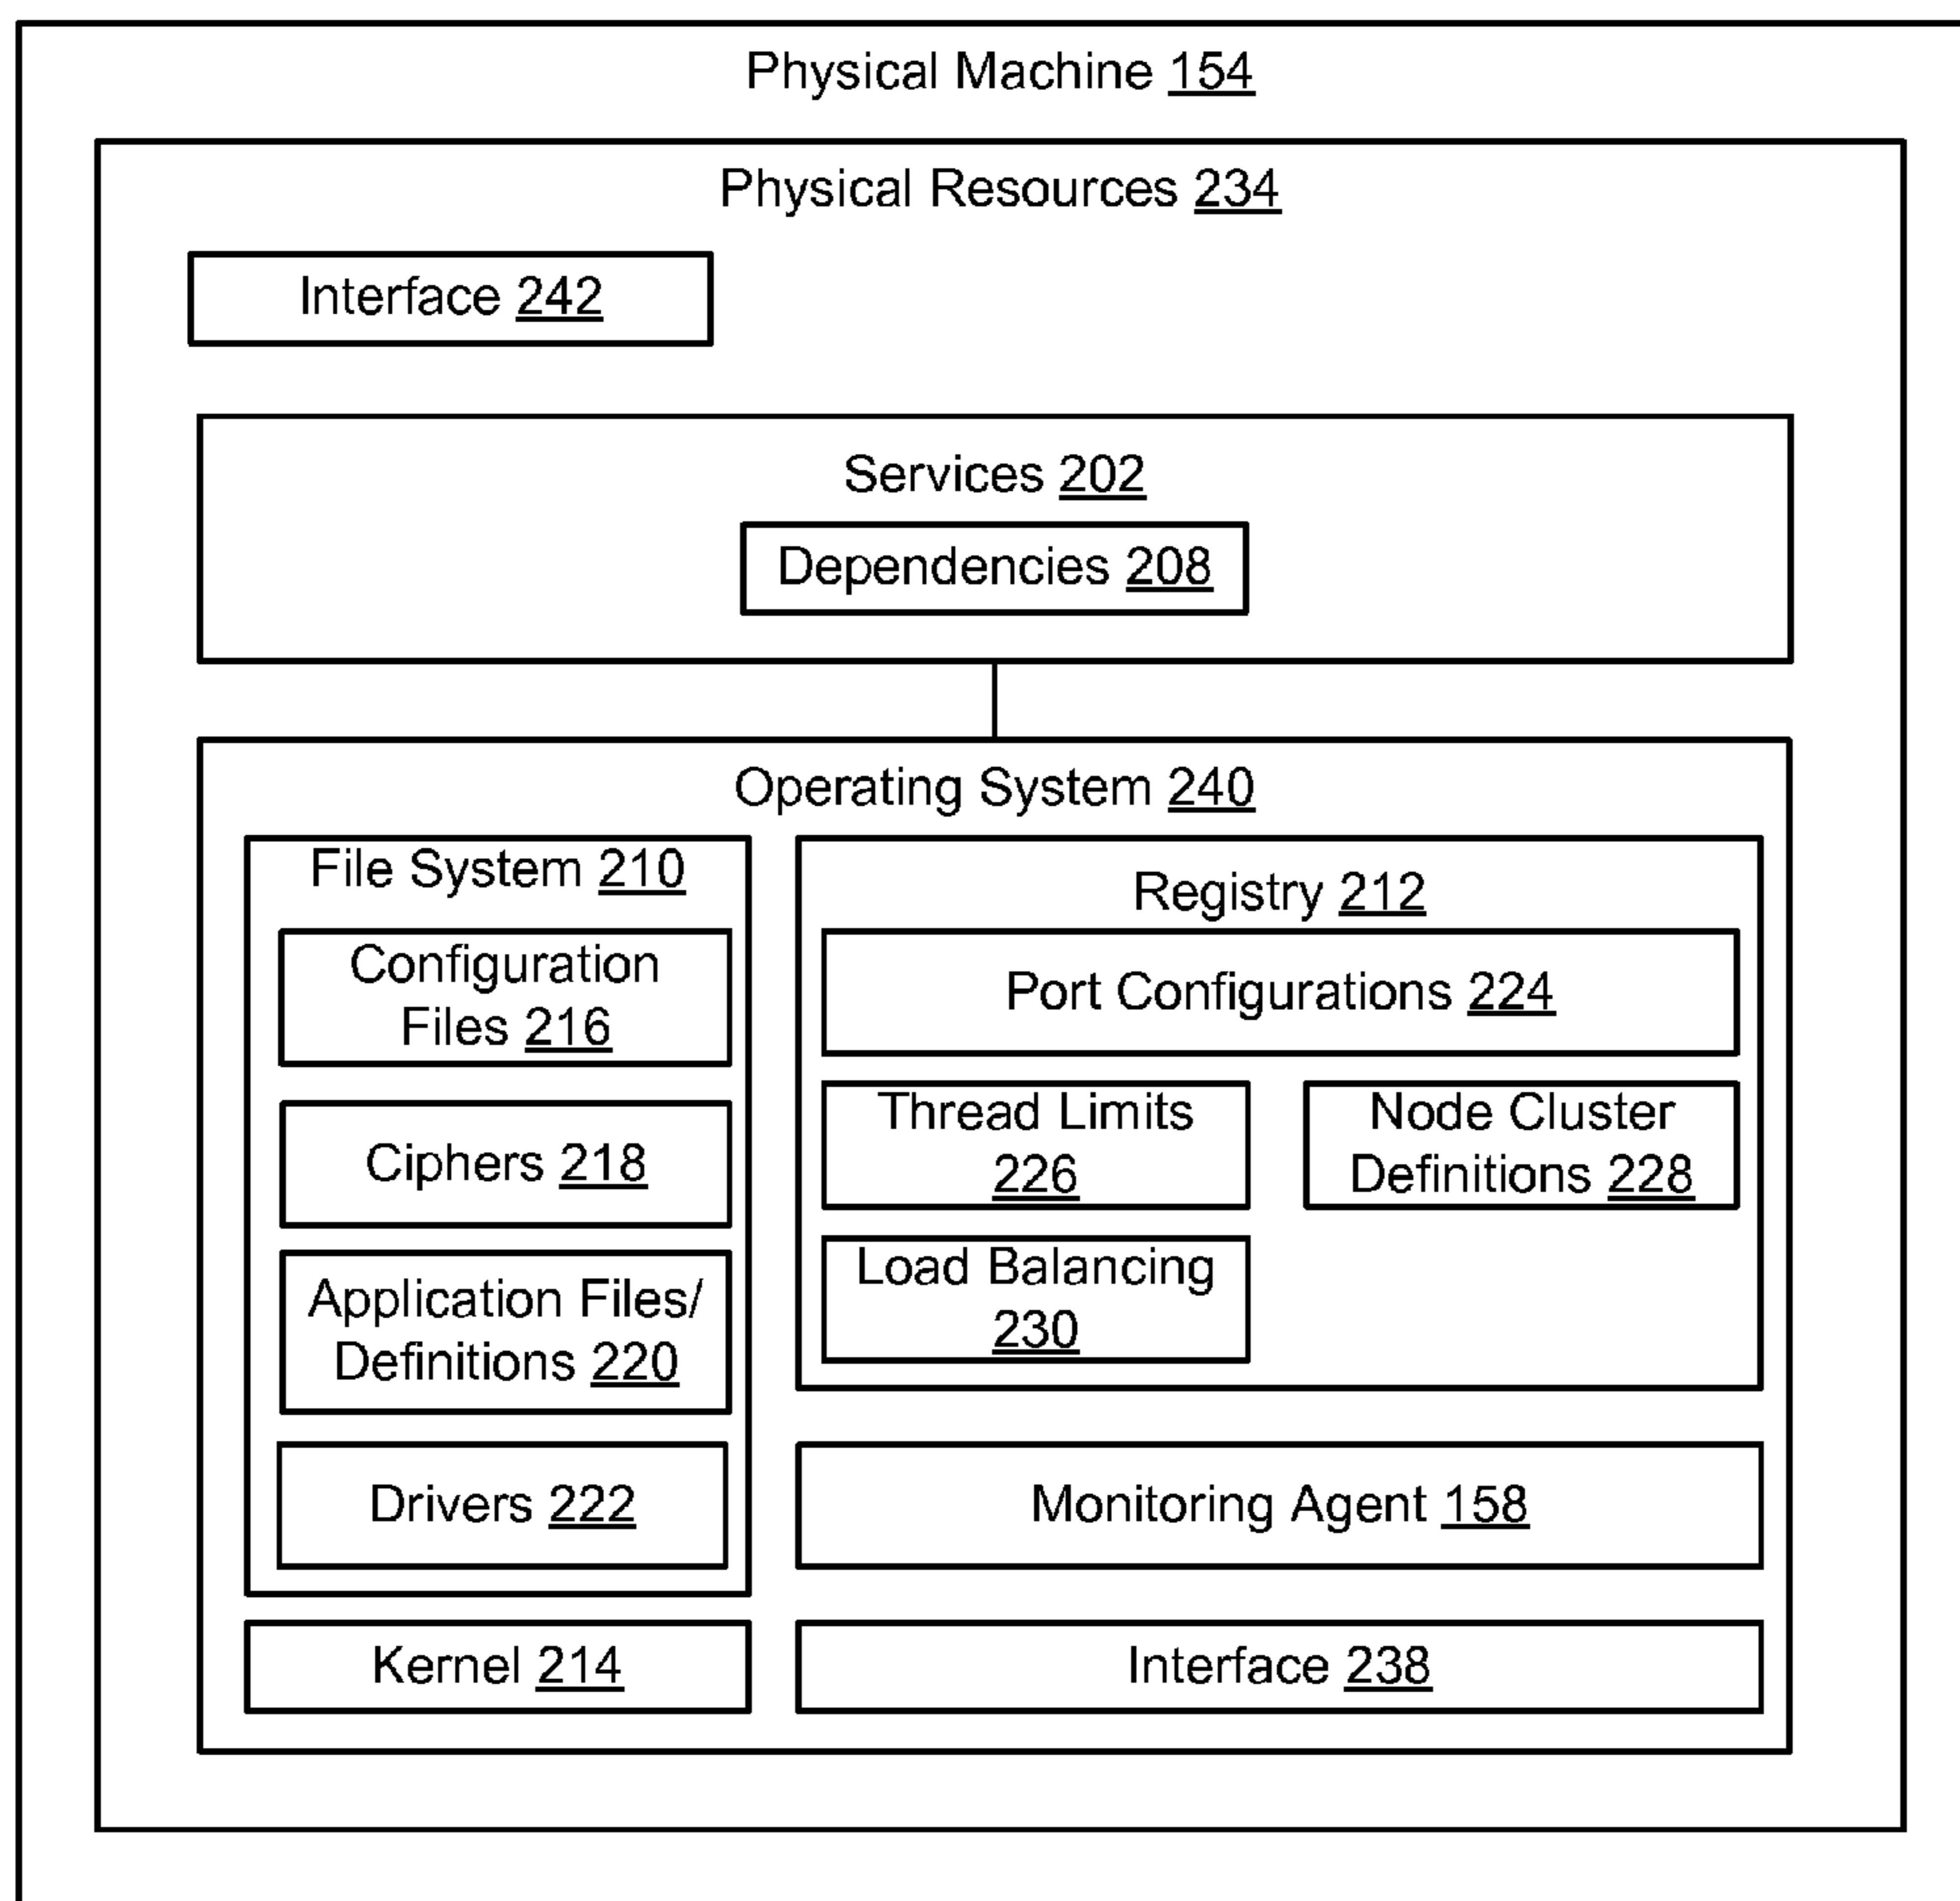 Physical Machine 154
Physical Resources 234
Interface 242
Services 202
Dependencies 208
Operating System 240
File System 210
Configuration
Files 216
Ciphers 218
Application Files/
Definitions 220
Drivers 222
Kernel 214
Registry 212
Port Configurations 224
Thread Limits
226
Node Cluster
Definitions 228
Load Balancing
230
Monitoring Agent 158
Interface 238